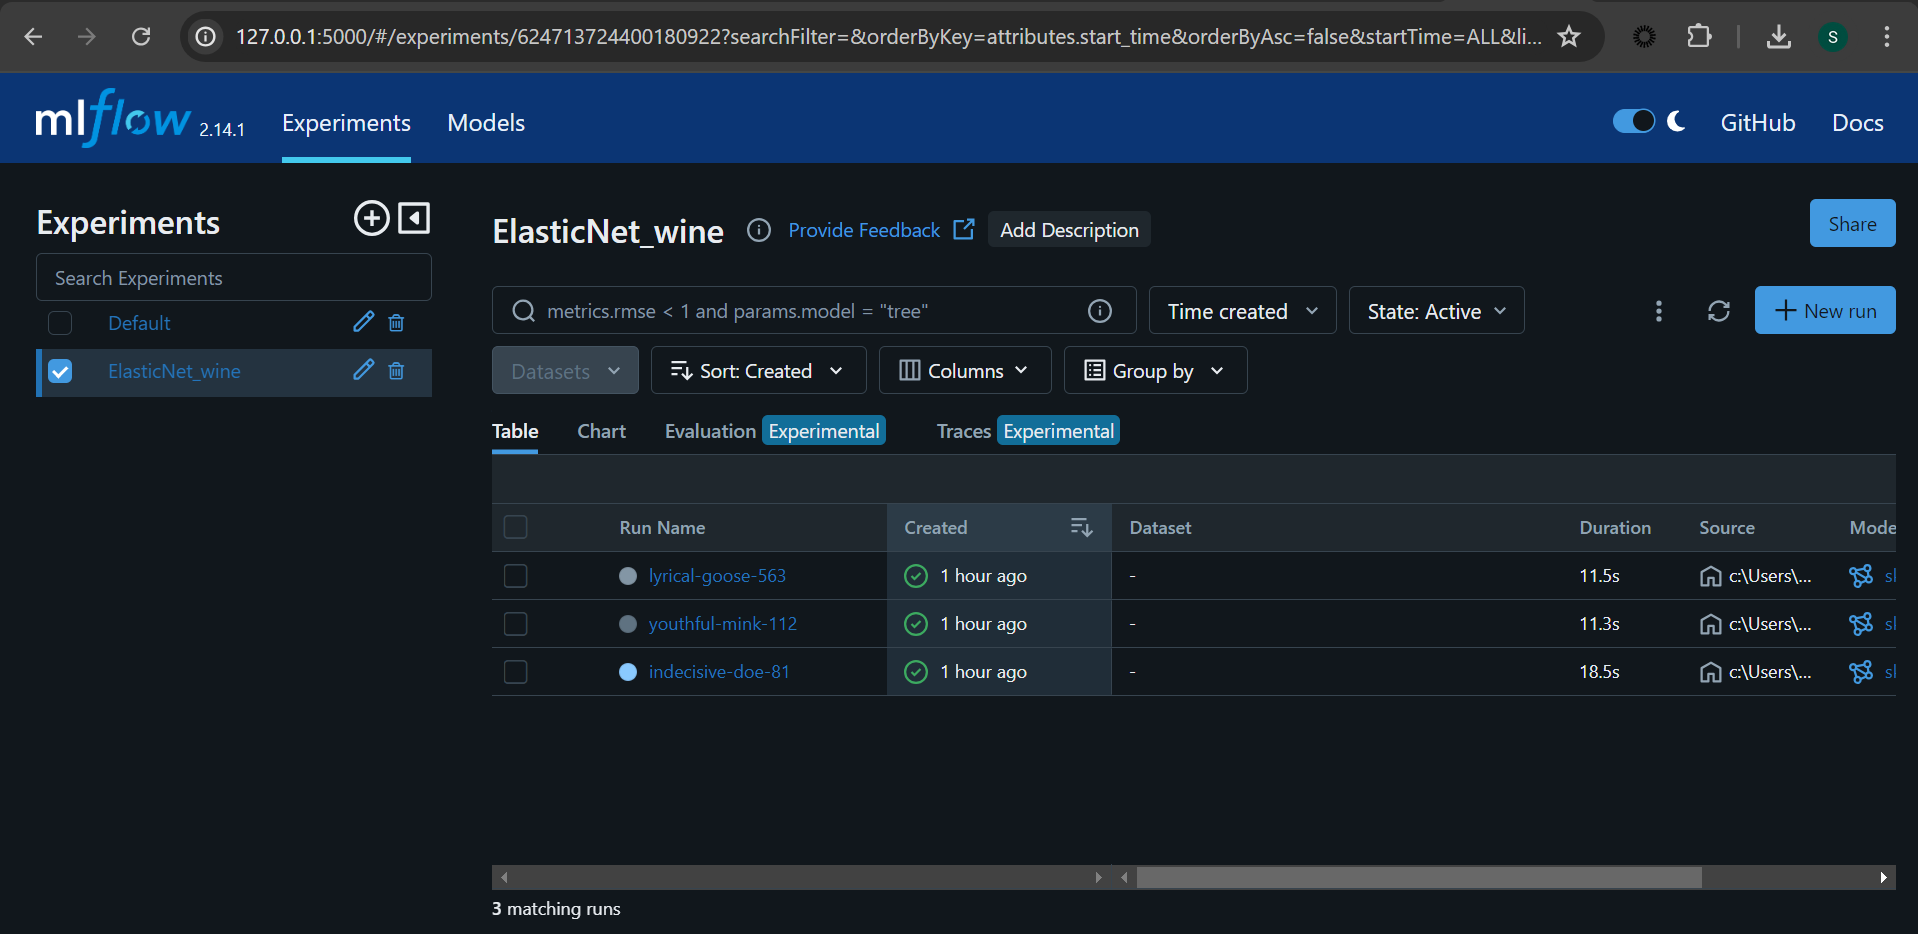 127.0.0.1:5000/#/experiments/624713724400180922?searchFilter=&orderByKey=attributes.start_time&orderByAsc=false&startTime=ALL&li...
S
mlflow 2.14.1 Experiments Models GitHub Docs
Experiments
Search Experiments
Default
ElasticNet_wine
ElasticNet_wine Provide Feedback Add Description Share
metrics.rmse < 1 and params.model = "tree" Time created State: Active New run
Datasets Sort: Created Columns Group by
Table Chart Evaluation Experimental Traces Experimental
Run Name Created Dataset Duration Source Mode
lyrical-goose-563 1 hour ago - 11.5s c:\Users\... sl
youthful-mink-112 1 hour ago - 11.3s c:\Users\... sl
indecisive-doe-81 1 hour ago - 18.5s c:\Users\... sl
3 matching runs